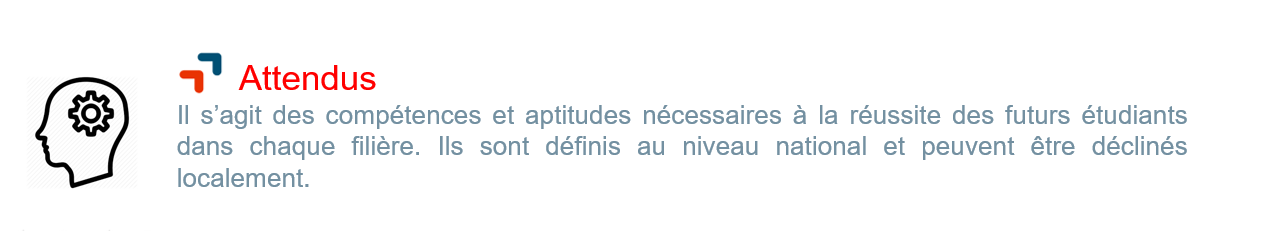 Attendus
Il s’agit des compétences et aptitudes nécessaires à la réussite des futurs étudiants
dans chaque filière. Ils sont définis au niveau national et peuvent être déclinés
localement.